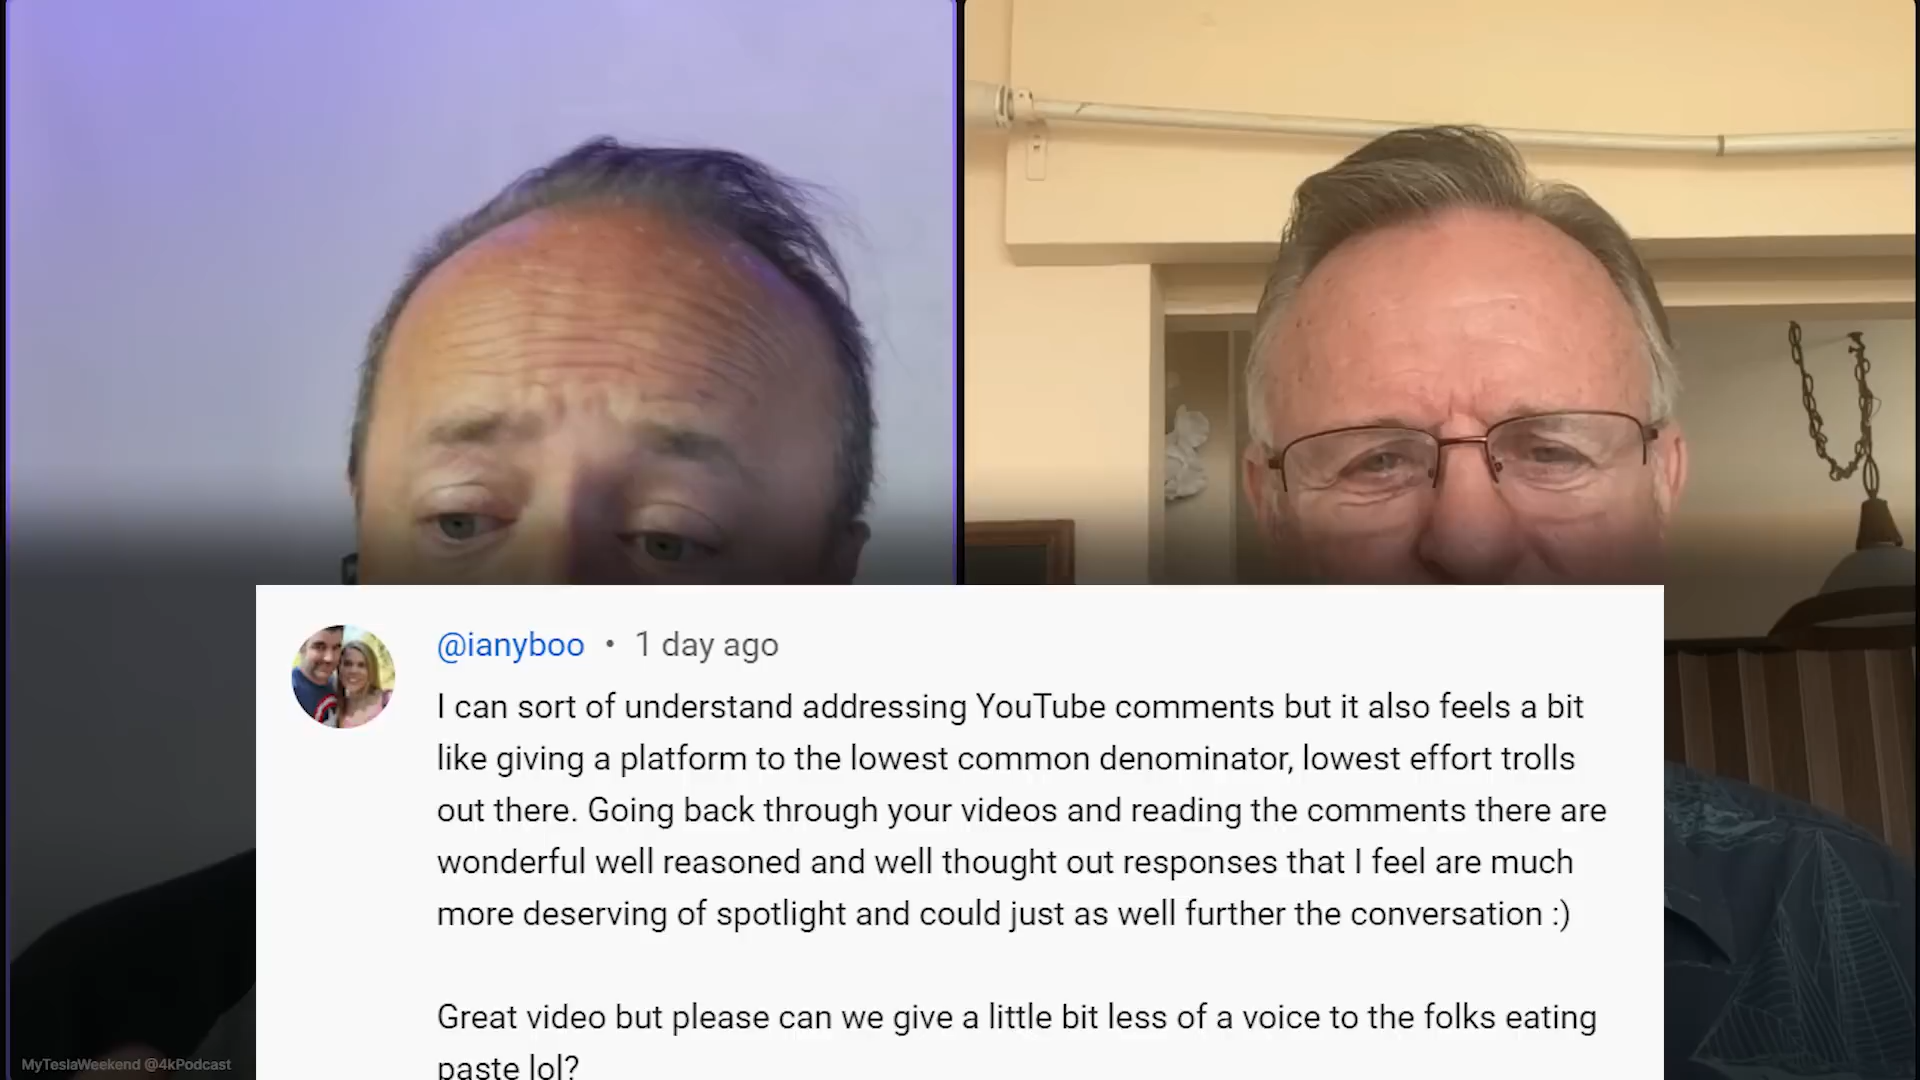 @ianyboo • 1 day ago
I can sort of understand addressing YouTube comments but it also feels a bit
like giving a platform to the lowest common denominator, lowest effort trolls
out there. Going back through your videos and reading the comments there are
wonderful well reasoned and well thought out responses that I feel are much
more deserving of spotlight and could just as well further the conversation :)
Great video but please can we give a little bit less of a voice to the folks eating
paste lol?
MyTeslaWeekend @4kPodcast